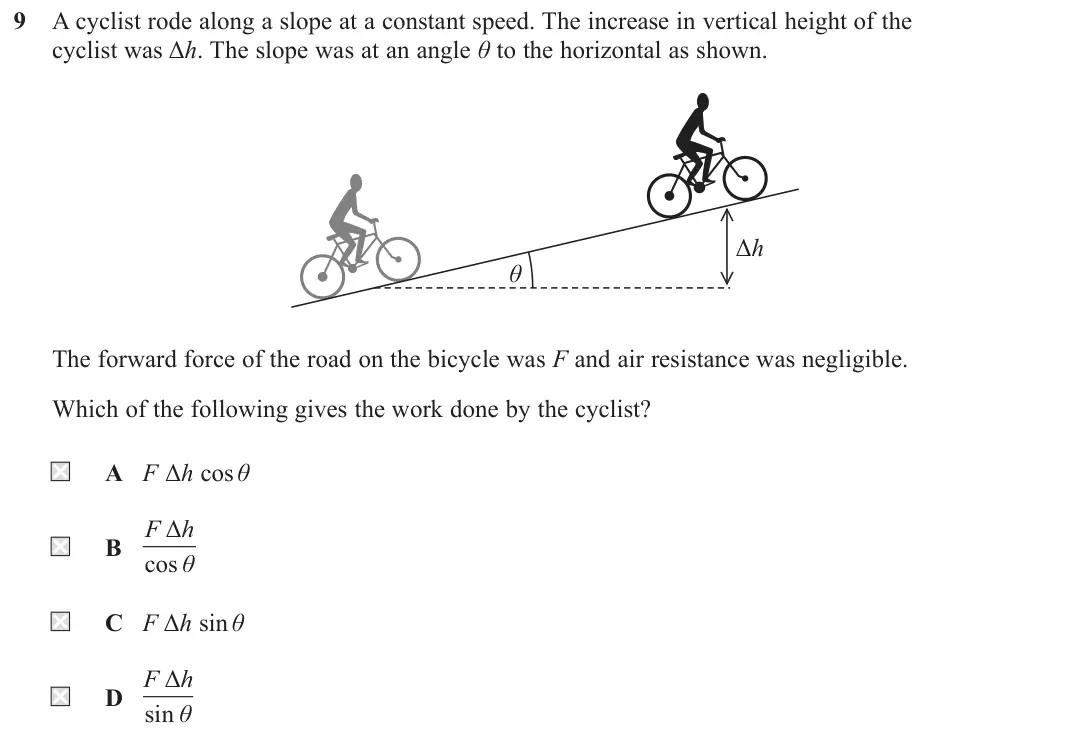 9 A cyclist rode along a slope at a constant speed. The increase in vertical height of the
cyclist was Δh. The slope was at an angle θ to the horizontal as shown.
Δh
θ
The forward force of the road on the bicycle was F and air resistance was negligible.
Which of the following gives the work done by the cyclist?
A F Δh cos θ
B F Δh / cos θ
C F Δh sin θ
D F Δh / sin θ